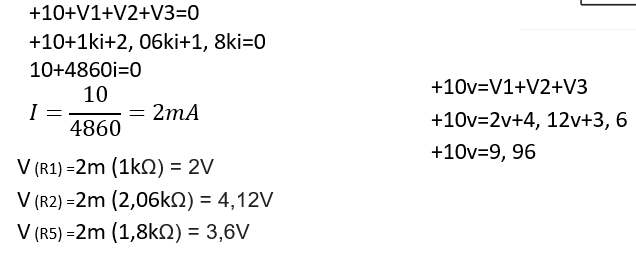 +10+V1+V2+V3=0
+10+1ki+2, 06ki+1, 8ki=0
10+4860i=0
I = 10/4860 = 2mA
V (R1) =2m (1kΩ) = 2V
V (R2) =2m (2,06kΩ) = 4,12V
V (R5) =2m (1,8kΩ) = 3,6V
+10v=V1+V2+V3
+10v=2v+4, 12v+3, 6
+10v=9, 96